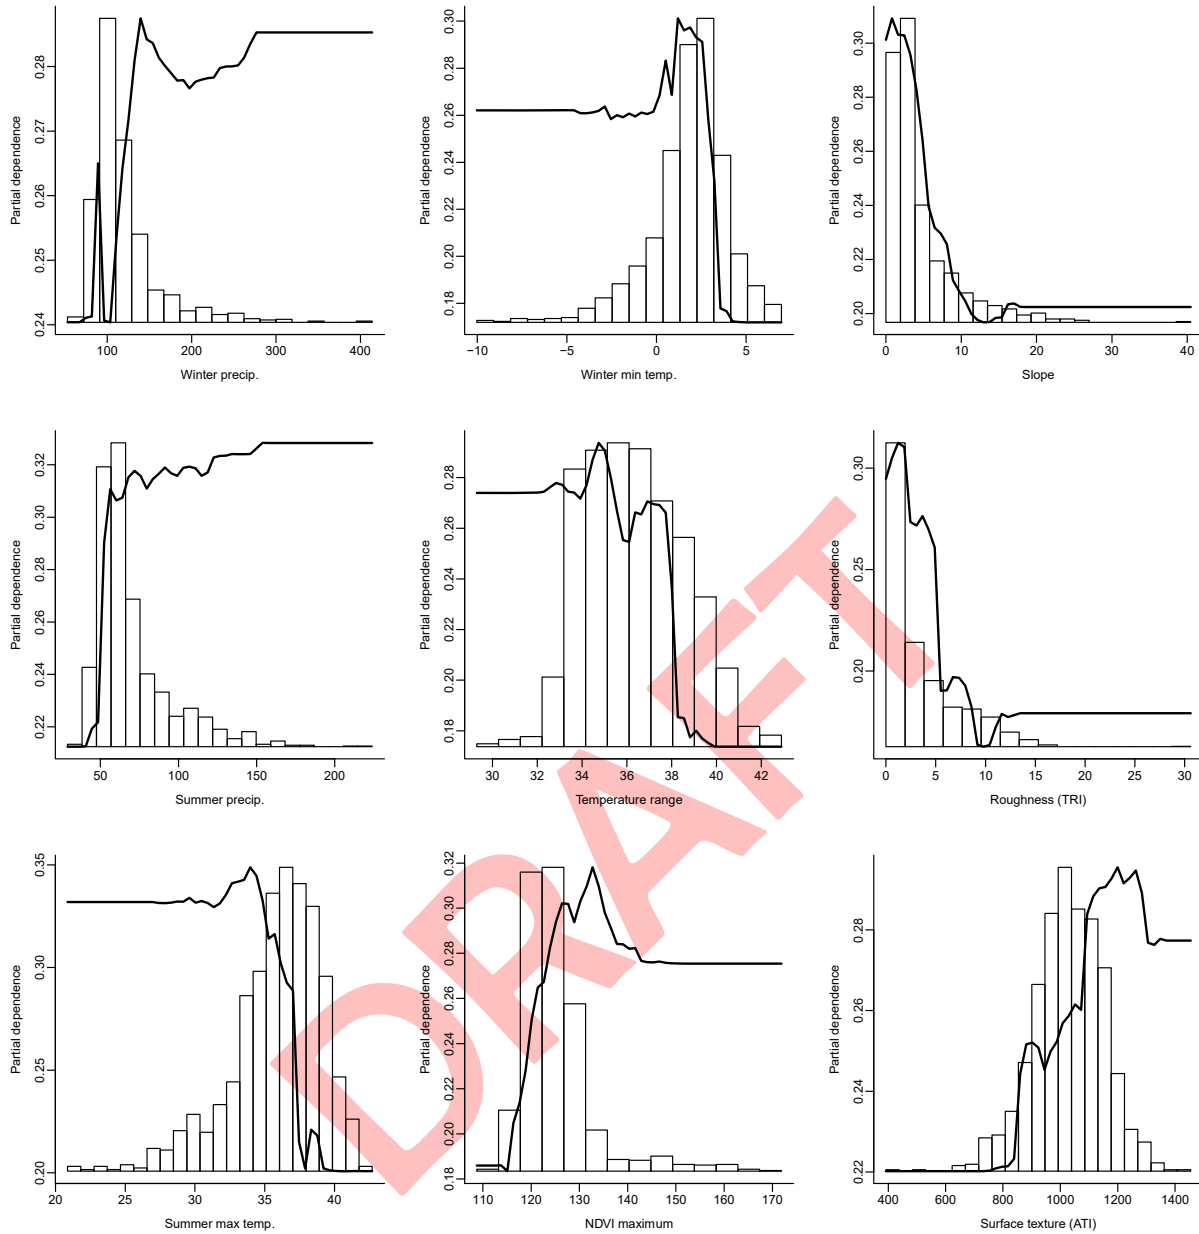 Partial dependence
0.24 0.25 0.26 0.27 0.28
100 200 300 400
Winter precip.
Partial dependence
0.18 0.20 0.22 0.24 0.26 0.28 0.30
−10 −5 0 5
Winter min temp.
Partial dependence
0.20 0.22 0.24 0.26 0.28 0.30
0 10 20 30 40
Slope
Partial dependence
0.22 0.24 0.26 0.28 0.30 0.32
50 100 150 200
Summer precip.
Partial dependence
0.18 0.20 0.22 0.24 0.26 0.28
30 32 34 36 38 40 42
Temperature range
Partial dependence
0.20 0.25 0.30
0 5 10 15 20 25 30
Roughness (TRI)
Partial dependence
0.20 0.25 0.30 0.35
20 25 30 35 40
Summer max temp.
Partial dependence
0.18 0.20 0.22 0.24 0.26 0.28 0.30 0.32
110 120 130 140 150 160 170
NDVI maximum
Partial dependence
0.22 0.24 0.26 0.28
400 600 800 1000 1200 1400
Surface texture (ATI)
DRAFT